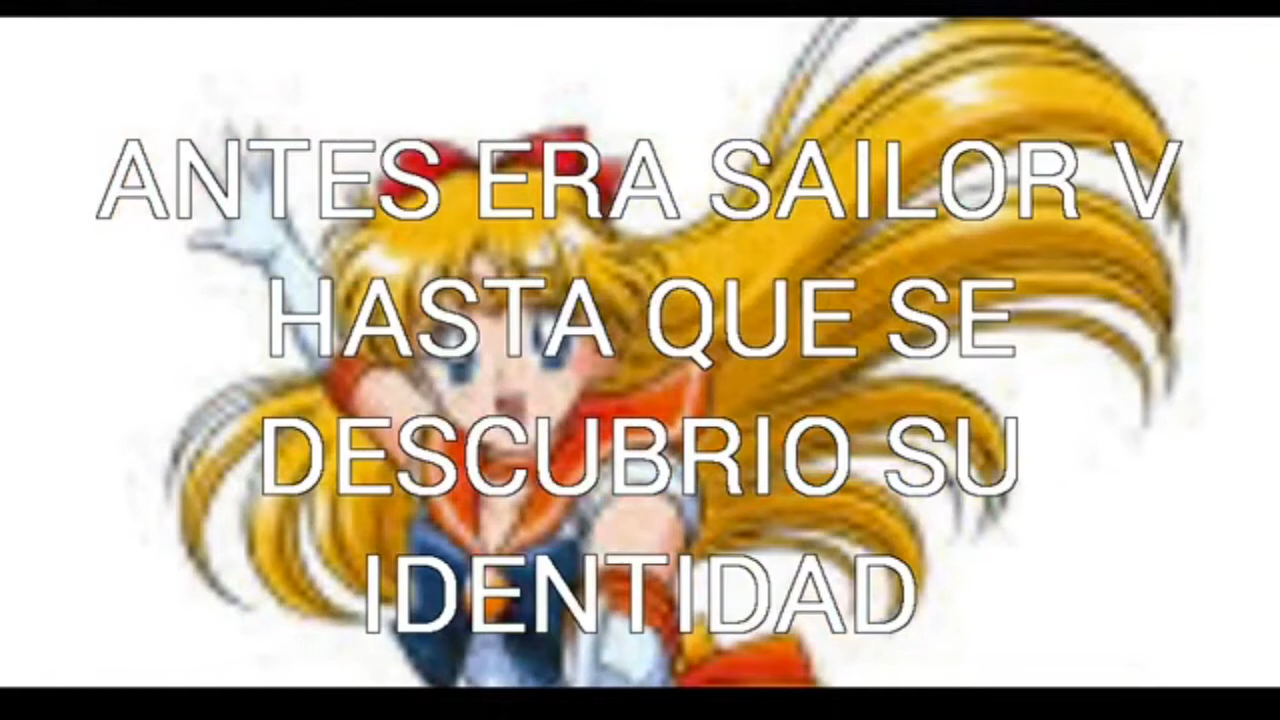 ANTES ERA SAILOR V
HASTA QUE SE
DESCUBRIO SU
IDENTIDAD